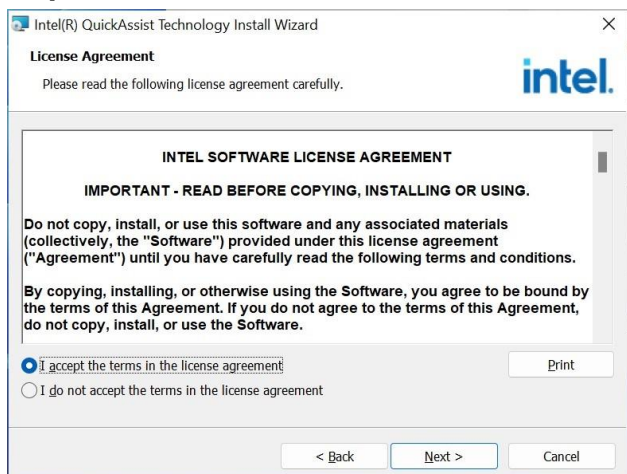 Intel(R) QuickAssist Technology Install Wizard
License Agreement
Please read the following license agreement carefully.
intel.
INTEL SOFTWARE LICENSE AGREEMENT
IMPORTANT - READ BEFORE COPYING, INSTALLING OR USING.
Do not copy, install, or use this software and any associated materials
(collectively, the "Software") provided under this license agreement
("Agreement") until you have carefully read the following terms and conditions.
By copying, installing, or otherwise using the Software, you agree to be bound by
the terms of this Agreement. If you do not agree to the terms of this Agreement,
do not copy, install, or use the Software.
I accept the terms in the license agreement
Print
I do not accept the terms in the license agreement
< Back
Next >
Cancel